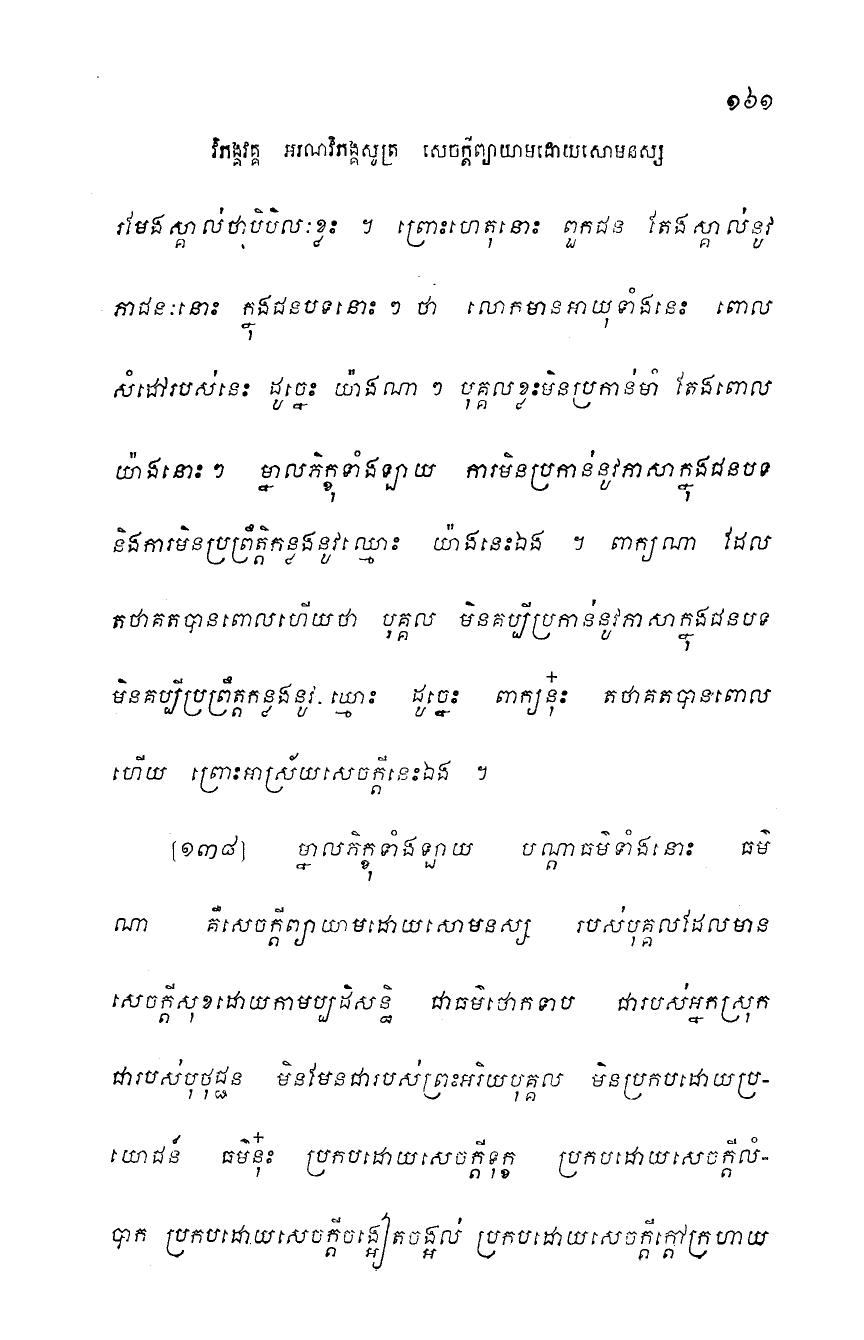 ១៦១
វិភង្គវគ្គ អរណវិភង្គសូត្រ សេចក្តីព្យាយាមដោយសោមនស្ស
រមែងស្គាល់ថាបិបិលៈខ្លះ ។ ព្រោះហេតុនោះ ពួកជន តែងស្គាល់នូវ
ភាជនៈនោះ ក្នុងជនបទនោះ ៗ ថា លោកមានអាយុទាំងនេះ ពោល
សំដៅរបស់នេះ ដូច្នេះ យ៉ាងណា ៗ បុគ្គលខ្លះមិនប្រកាន់មាំ តែងពោល
យ៉ាងនោះ ៗ ម្នាលភិក្ខុទាំងឡាយ ការមិនប្រកាន់នូវភាសាក្នុងជនបទ
និងការមិនប្រព្រឹត្តិកន្លងនូវឈ្មោះ យ៉ាងនេះឯង ។ ពាក្យណា ដែល
តថាគតបានពោលហើយថា បុគ្គល មិនគប្បីប្រកាន់នូវភាសាក្នុងជនបទ
មិនគប្បីប្រព្រឹត្តកន្លងនូវឈ្មោះ ដូច្នេះ ពាក្យនុ៎ះ តថាគតបានពោល
ហើយ ព្រោះអាស្រ័យសេចក្តីនេះឯង ។
[១៣៨] ម្នាលភិក្ខុទាំងឡាយ បណ្តាធម៌ទាំងនោះ ធម៌
ណា គឺសេចក្តីព្យាយាមដោយសោមនស្ស របស់បុគ្គលដែលមាន
សេចក្តីសុខដោយកាមប្បដិសន្ធិ ជាធម៌ថោកទាប ជារបស់អ្នកស្រុក
ជារបស់បុថុជ្ជន មិនមែនជារបស់ព្រះអរិយបុគ្គល មិនប្រកបដោយប្រ-
យោជន៍ ធម៌នុ៎ះ ប្រកបដោយសេចក្តីទុក្ខ ប្រកបដោយសេចក្តីលំ-
បាក ប្រកបដោយសេចក្តីចង្អៀតចង្អល់ ប្រកបដោយសេចក្តីក្តៅក្រហាយ